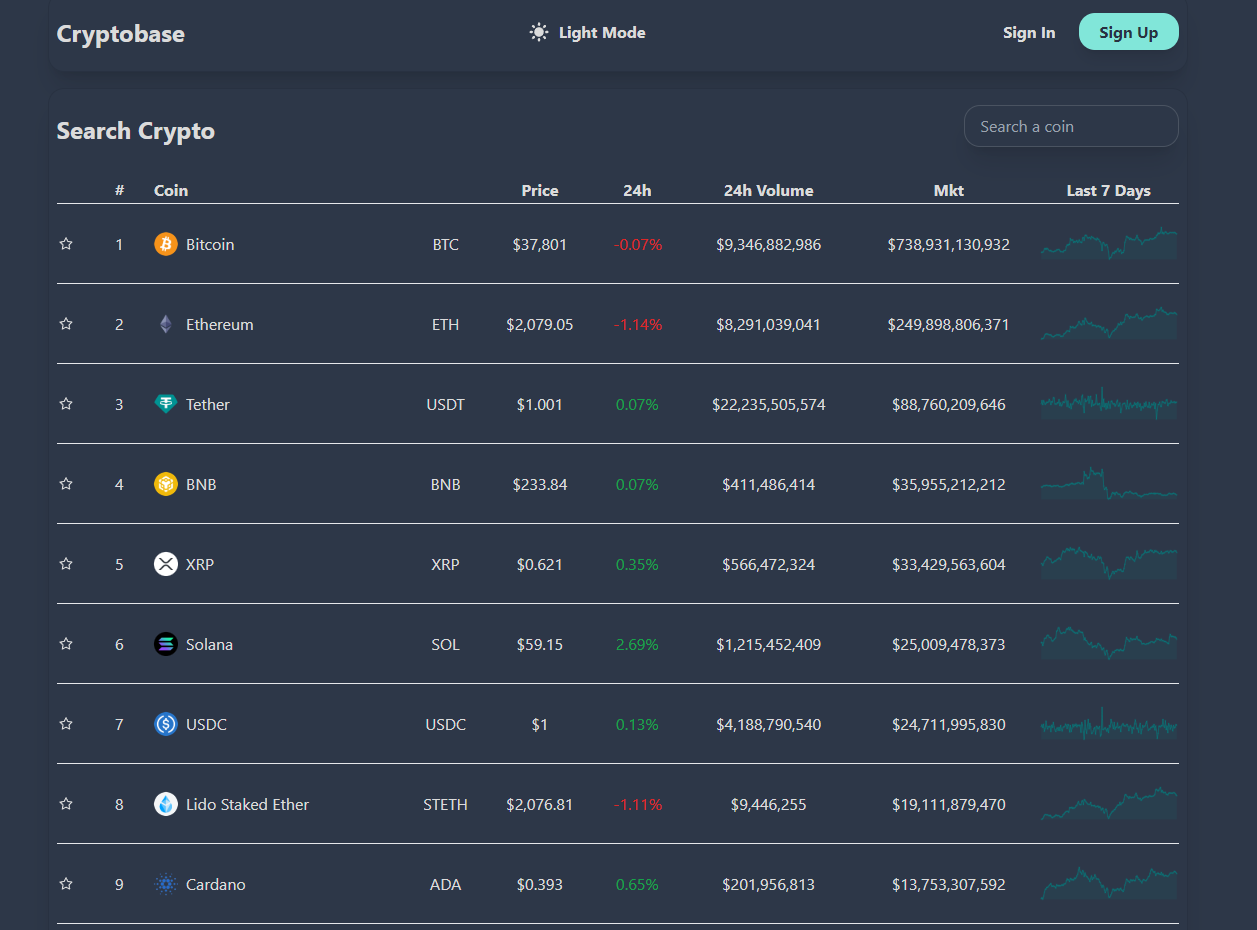 Cryptobase Light Mode Sign In Sign Up
Search Crypto Search a coin
# Coin Price 24h 24h Volume Mkt Last 7 Days
1 Bitcoin BTC $37,801 -0.07% $9,346,882,986 $738,931,130,932
2 Ethereum ETH $2,079.05 -1.14% $8,291,039,041 $249,898,806,371
3 Tether USDT $1.001 0.07% $22,235,505,574 $88,760,209,646
4 BNB BNB $233.84 0.07% $411,486,414 $35,955,212,212
5 XRP XRP $0.621 0.35% $566,472,324 $33,429,563,604
6 Solana SOL $59.15 2.69% $1,215,452,409 $25,009,478,373
7 USDC USDC $1 0.13% $4,188,790,540 $24,711,995,830
8 Lido Staked Ether STETH $2,076.81 -1.11% $9,446,255 $19,111,879,470
9 Cardano ADA $0.393 0.65% $201,956,813 $13,753,307,592